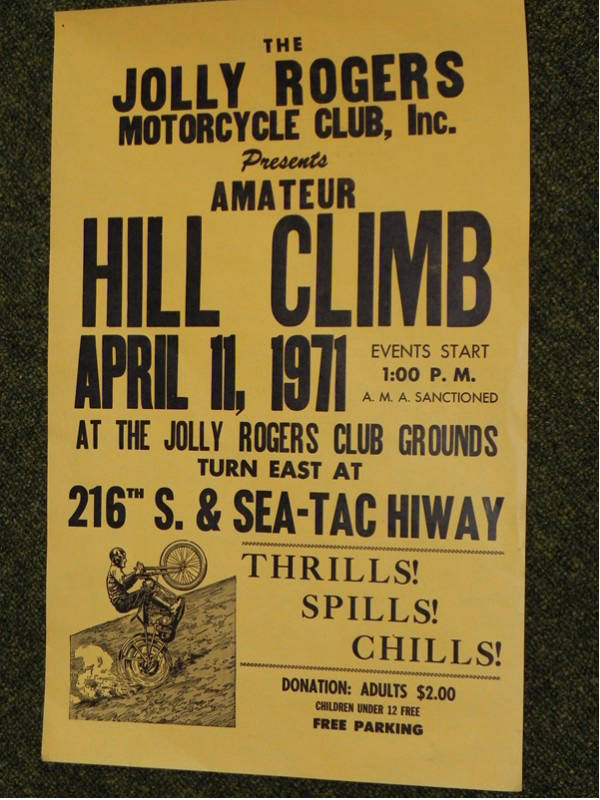 THE
JOLLY ROGERS
MOTORCYCLE CLUB, Inc.
Presents
AMATEUR
HILL CLIMB
APRIL 11, 1971
EVENTS START
1:00 P. M.
A. M. A. SANCTIONED
AT THE JOLLY ROGERS CLUB GROUNDS
TURN EAST AT
216TH S. & SEA-TAC HIWAY
THRILLS!
SPILLS!
CHILLS!
DONATION: ADULTS $2.00
CHILDREN UNDER 12 FREE
FREE PARKING